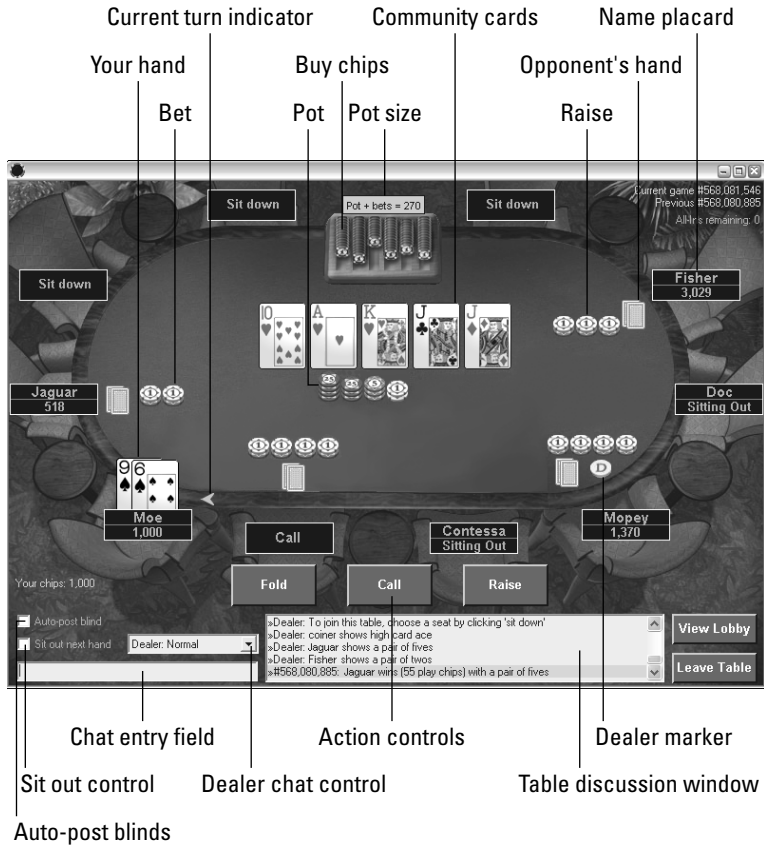 Current turn indicator
Community cards
Name placard
Your hand
Buy chips
Opponent's hand
Bet
Pot
Pot size
Raise
Current game #568,081,546
Previous #568,080,885
All-Ins remaining: 0
Sit down
Pot + bets = 270
Sit down
Sit down
Fisher
3,029
10 A K J J
Jaguar
518
Doc
Sitting Out
9 6
D
Moe
1,000
Call
Contessa
Sitting Out
Mopey
1,370
Your chips: 1,000
Fold
Call
Raise
Auto-post blind
Sit out next hand
Dealer: Normal
»Dealer: To join this table, choose a seat by clicking 'sit down'
»Dealer: coiner shows high card ace
»Dealer: Jaguar shows a pair of fives
»Dealer: Fisher shows a pair of twos
»#568,080,885: Jaguar wins (55 play chips) with a pair of fives
View Lobby
Leave Table
Chat entry field
Action controls
Dealer marker
Sit out control
Dealer chat control
Table discussion window
Auto-post blinds